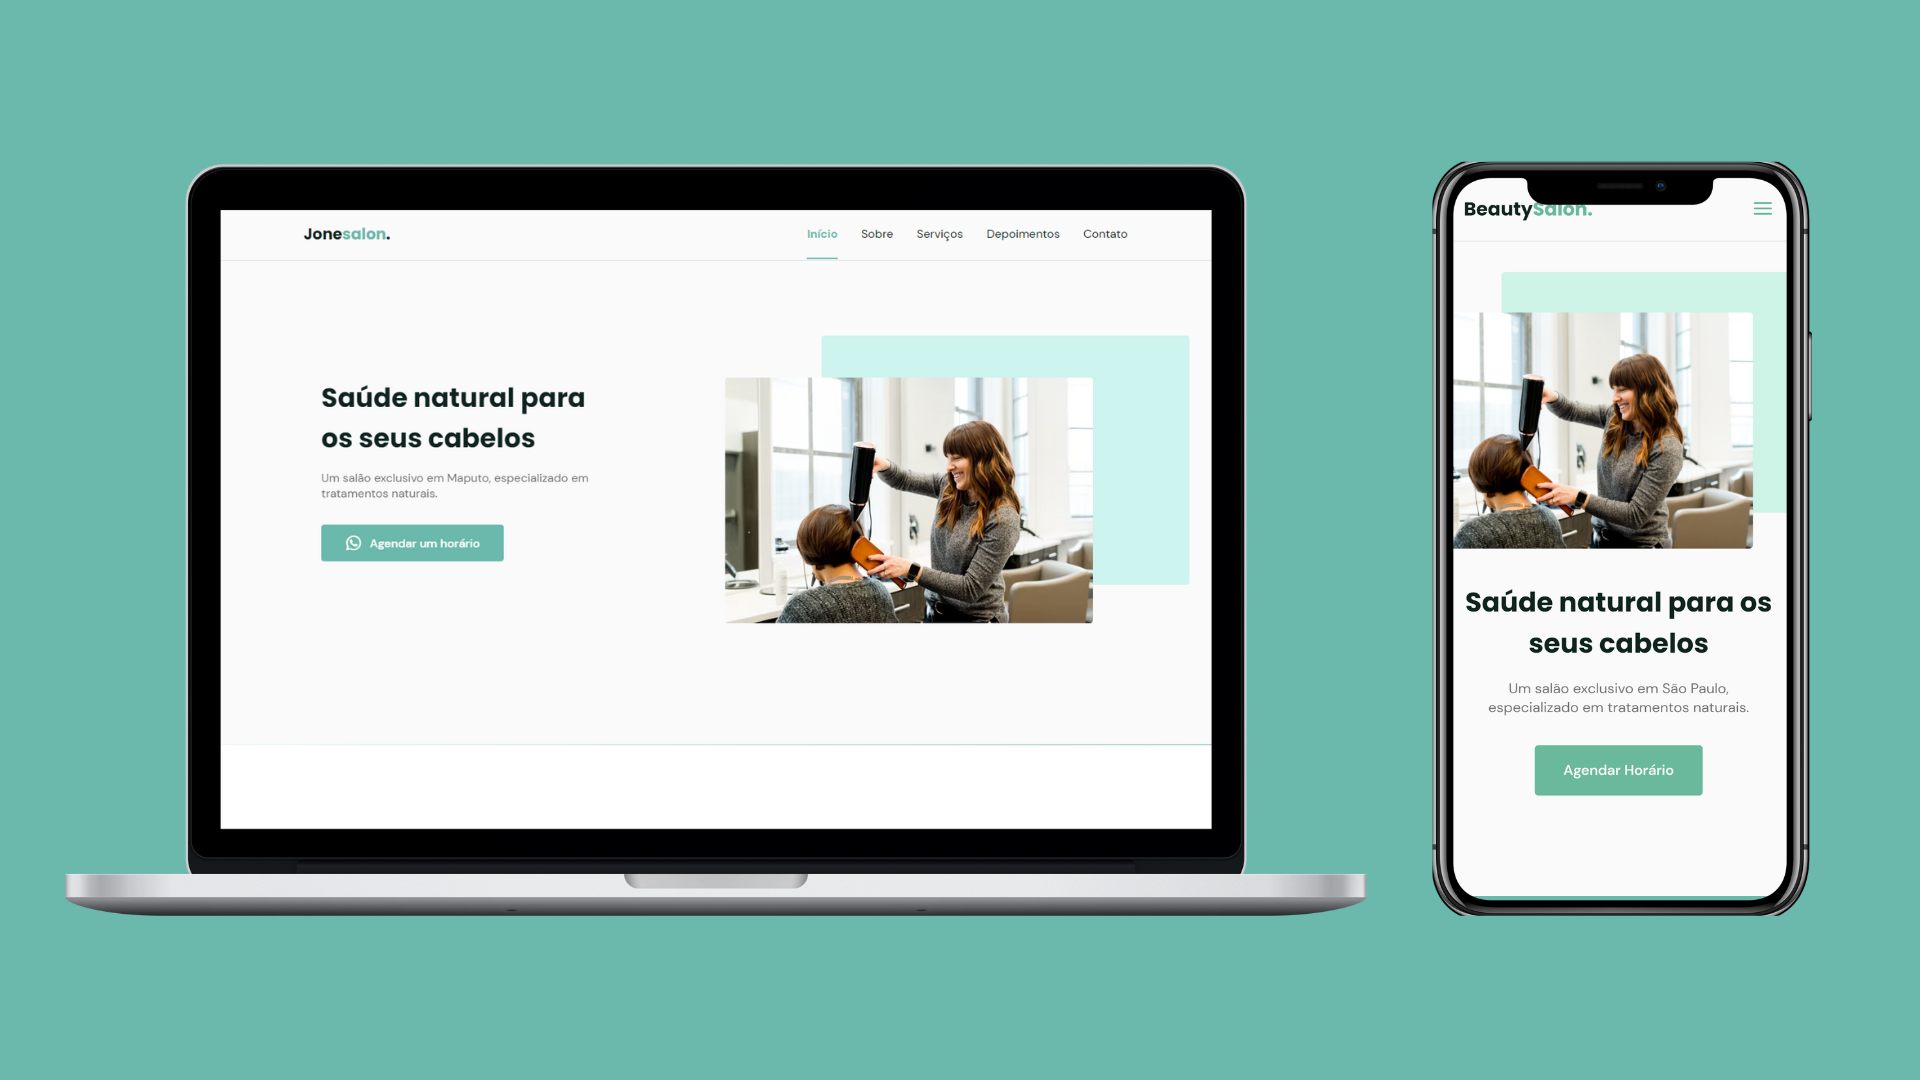 Jonesalon.
Início Sobre Serviços Depoimentos Contato
Saúde natural para
os seus cabelos
Um salão exclusivo em Maputo, especializado em
tratamentos naturais.
Agendar um horário
BeautySalon.
Saúde natural para os
seus cabelos
Um salão exclusivo em São Paulo,
especializado em tratamentos naturais.
Agendar Horário